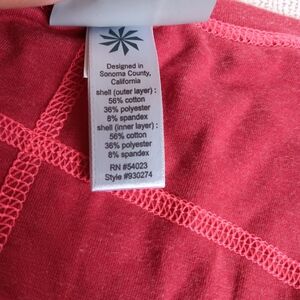 Designed in
Sonoma County,
California
shell (outer layer) :
56% cotton
36% polyester
8% spandex
shell (inner layer) :
56% cotton
36% polyester
8% spandex
RN #54023
Style #930274